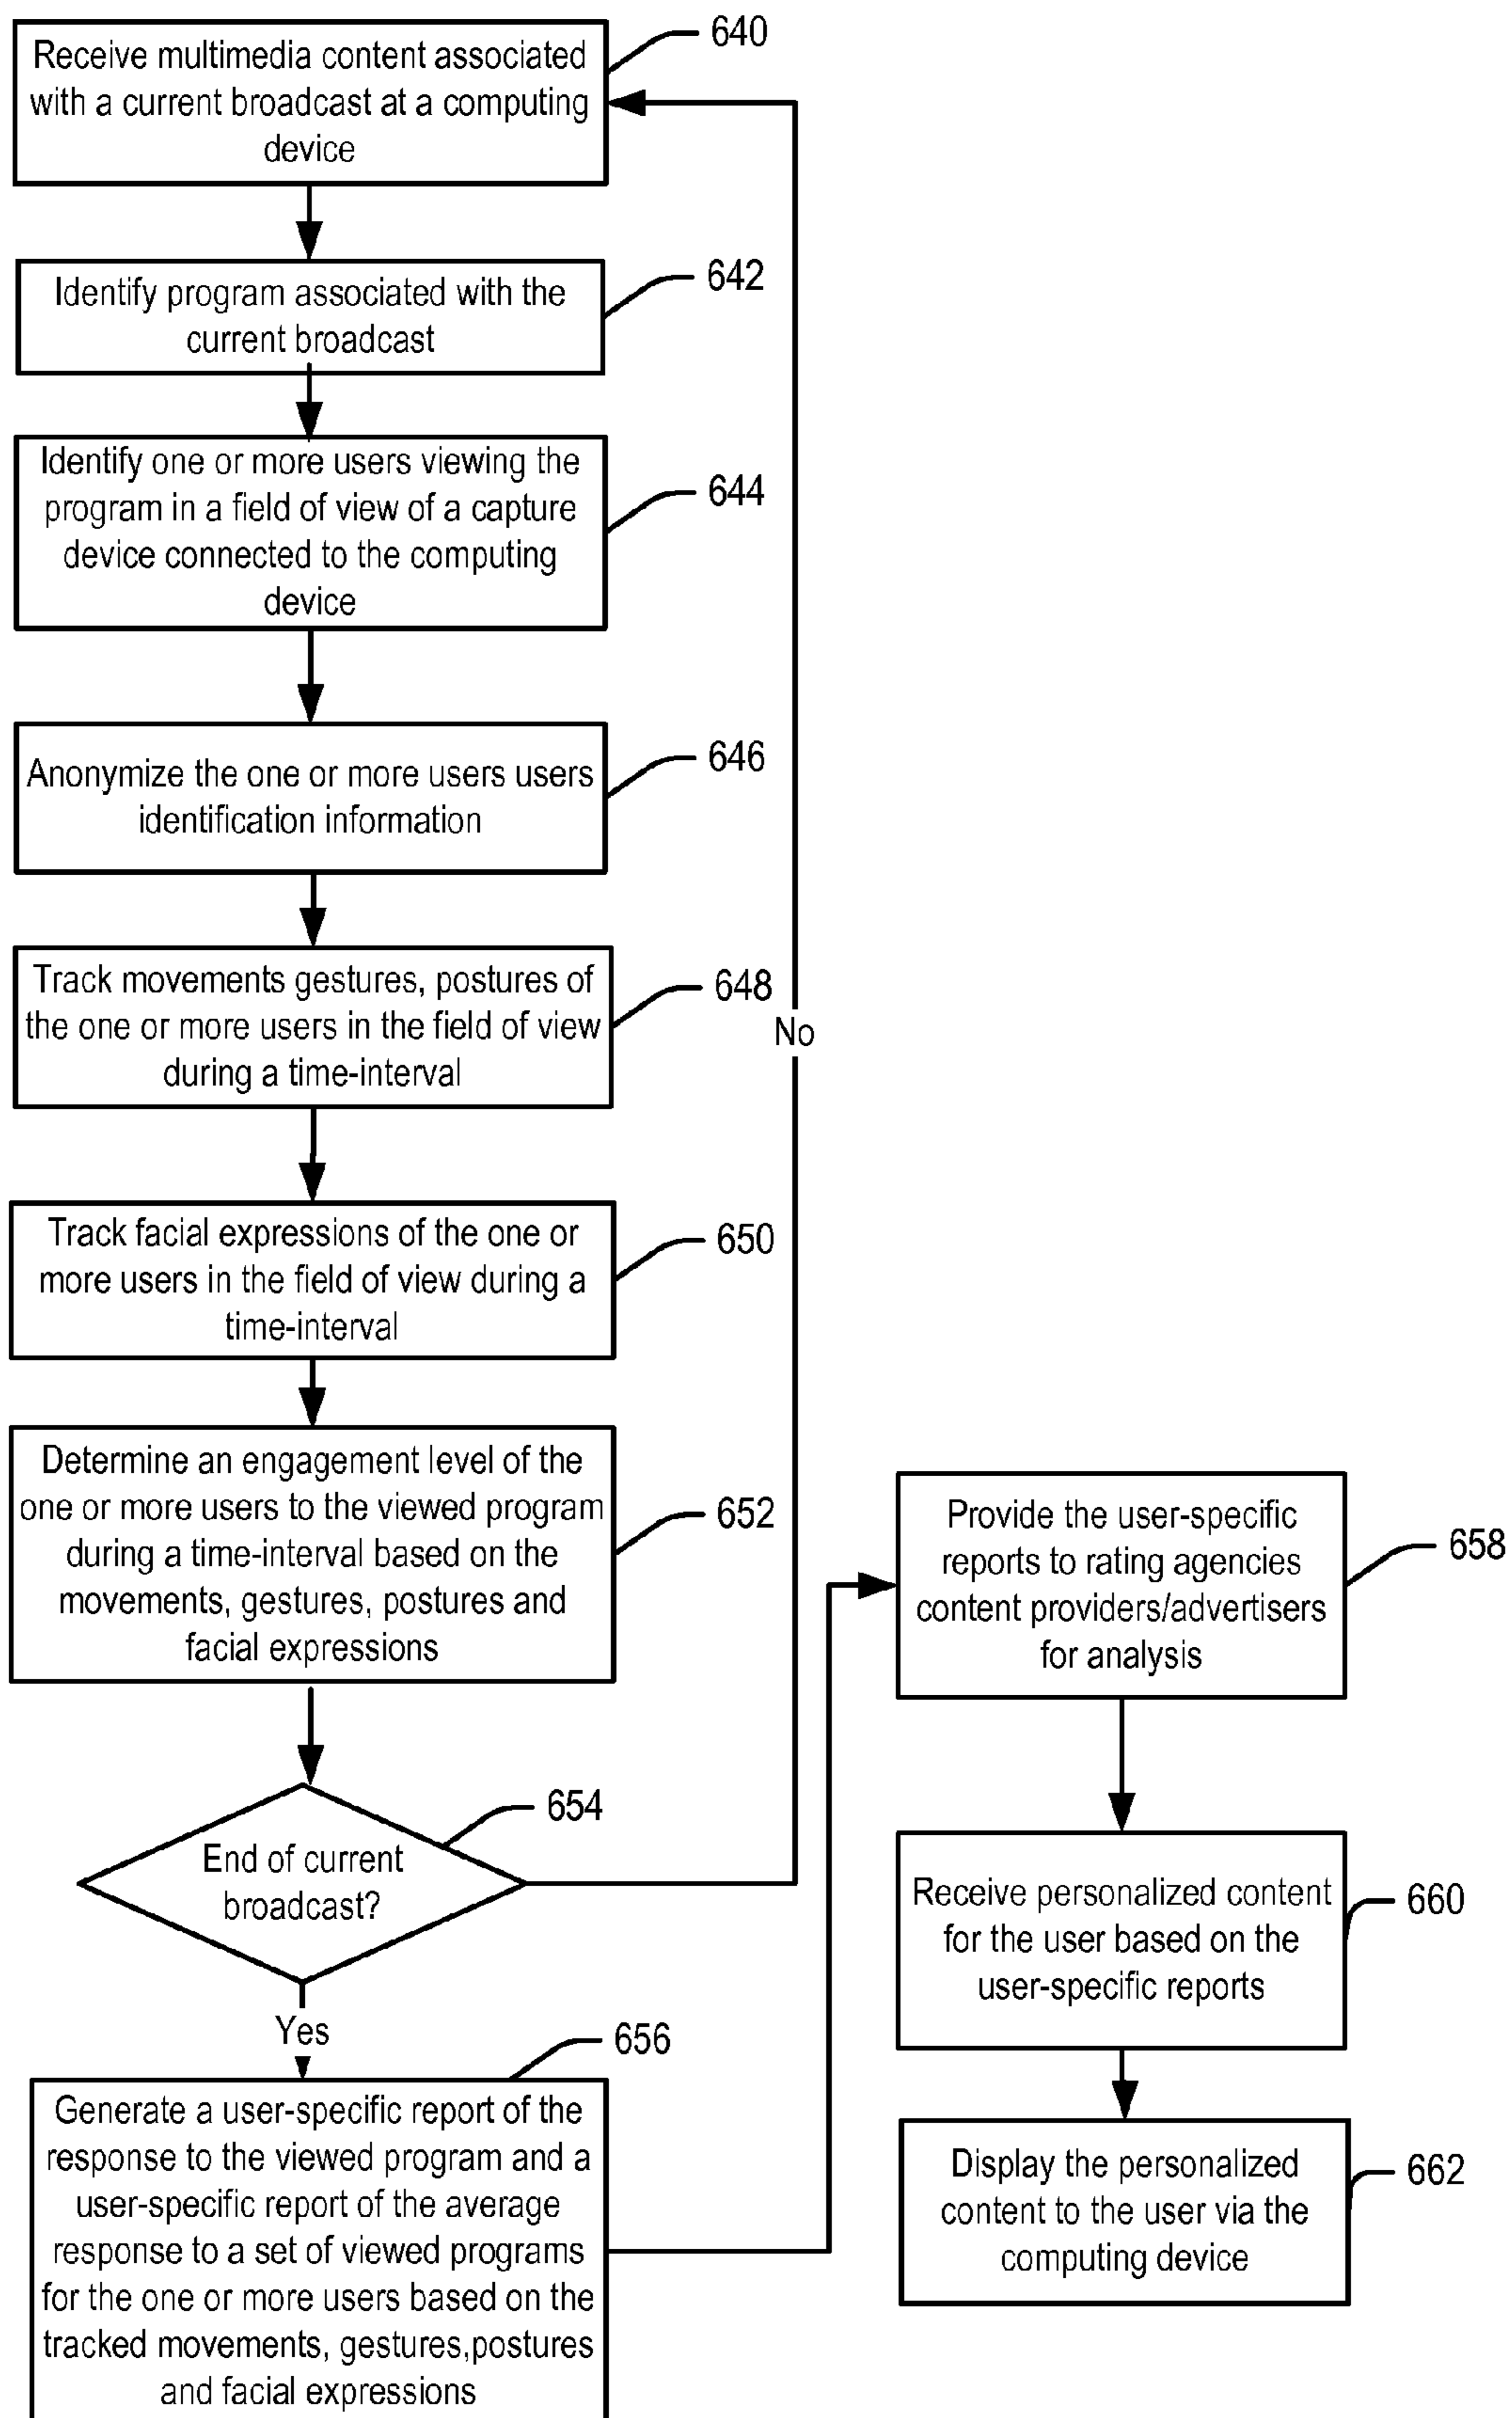 640
Receive multimedia content associated
with a current broadcast at a computing
device
642
Identify program associated with the
current broadcast
Identify one or more users viewing the
program in a field of view of a capture
device connected to the computing
device
644
Anonymize the one or more users users
identification information
646
Track movements gestures, postures of
the one or more users in the field of view
during a time-interval
648
No
Track facial expressions of the one or
more users in the field of view during a
time-interval
650
Determine an engagement level of the
one or more users to the viewed program
during a time-interval based on the
movements, gestures, postures and
facial expressions
652
654
End of current
broadcast?
Yes
656
Generate a user-specific report of the
response to the viewed program and a
user-specific report of the average
response to a set of viewed programs
for the one or more users based on the
tracked movements, gestures,postures
and facial expressions
Provide the user-specific
reports to rating agencies
content providers/advertisers
for analysis
658
Receive personalized content
for the user based on the
user-specific reports
660
Display the personalized
content to the user via the
computing device
662